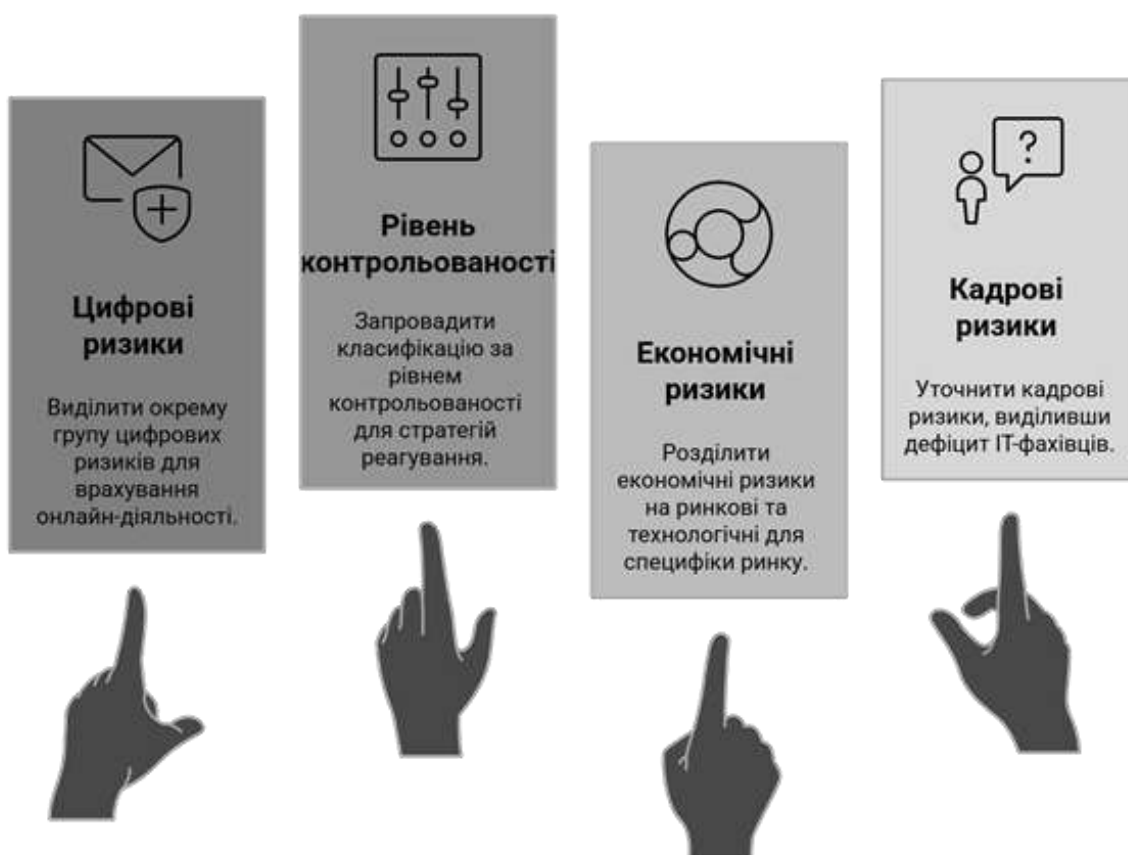 Цифрові
ризики
Виділити окрему
групу цифрових
ризиків для
врахування
онлайн-діяльності.
Рівень
контрольованості
Запровадити
класифікацію за
рівнем
контрольованості
для стратегій
реагування.
Економічні
ризики
Розділити
економічні ризики
на ринкові та
технологічні для
специфіки ринку.
?
Кадрові
ризики
Уточнити кадрові
ризики, виділивши
дефіцит ІТ-фахівців.